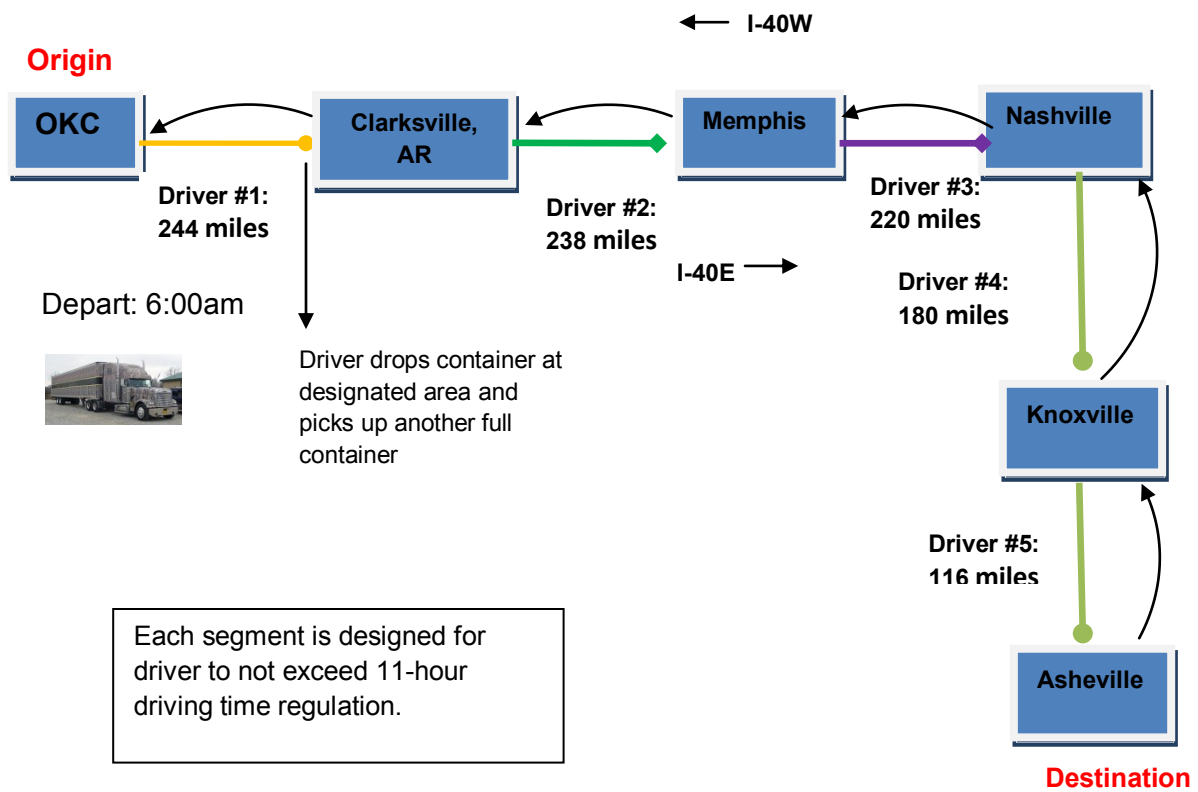 I-40W
Origin
OKC
Clarksville,
AR
Memphis
Nashville
Driver #1:
244 miles
Driver #2:
238 miles
Driver #3:
220 miles
I-40E
Driver #4:
180 miles
Depart: 6:00am
Driver drops container at
designated area and
picks up another full
container
Knoxville
Driver #5:
116 miles
Each segment is designed for
driver to not exceed 11-hour
driving time regulation.
Asheville
Destination